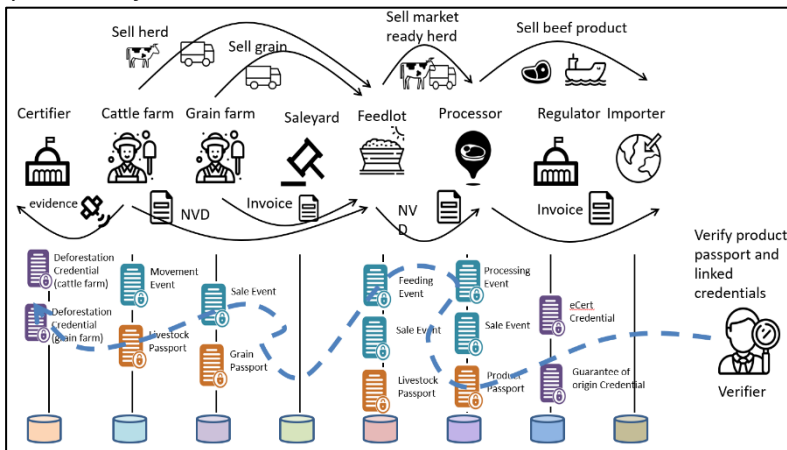 Sell herd
Sell grain
Sell market
ready herd
Sell beef product
Certifier
Cattle farm
Grain farm
Saleyard
Feedlot
Processor
Regulator
Importer
evidence
NVD
Invoice
NV
D
Invoice
Verify product
passport and
linked
credentials
Deforestation
Credential
(cattle farm)
Deforestation
Credential
(grain farm)
Movement
Event
Livestock
Passport
Sale Event
Grain
Passport
Feeding
Event
Sale Event
Livestock
Passport
Processing
Event
Sale Event
Product
Passport
eCert
Credential
Guarantee of
origin Credential
Verifier